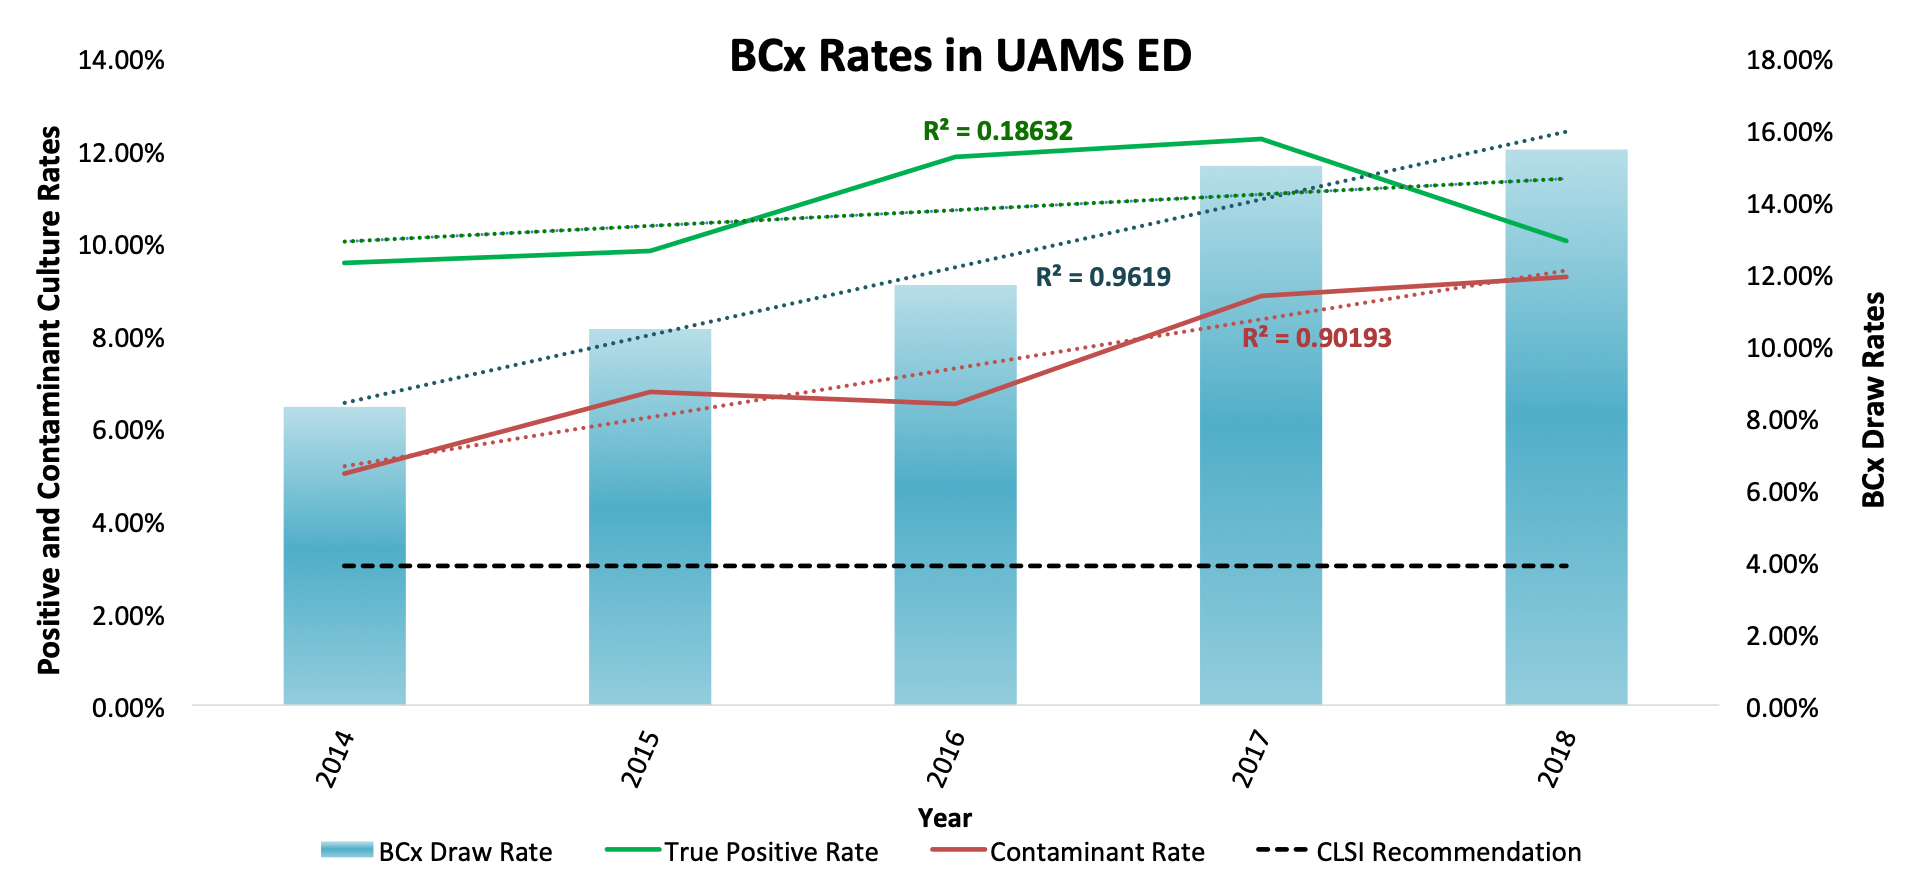 BCx Rates in UAMS ED
14.00%
12.00%
10.00%
8.00%
6.00%
4.00%
2.00%
0.00%
Positive and Contaminant Culture Rates
18.00%
16.00%
14.00%
12.00%
10.00%
8.00%
6.00%
4.00%
2.00%
0.00%
BCx Draw Rates
R² = 0.18632
R² = 0.9619
R² = 0.90193
2014
2015
2016
2017
2018
Year
BCx Draw Rate
True Positive Rate
Contaminant Rate
CLSI Recommendation